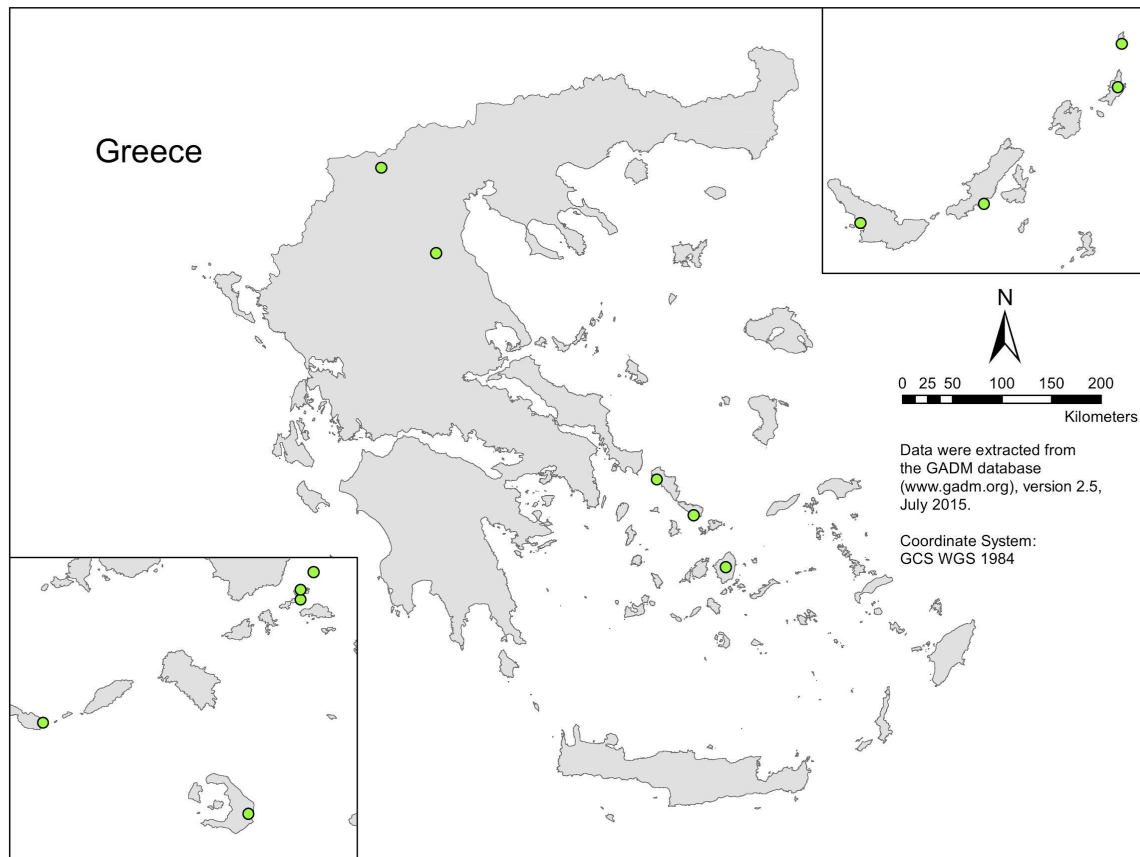 Greece
N
0 25 50 100 150 200
Kilometers
Data were extracted from
the GADM database
(www.gadm.org), version 2.5,
July 2015.
Coordinate System:
GCS WGS 1984